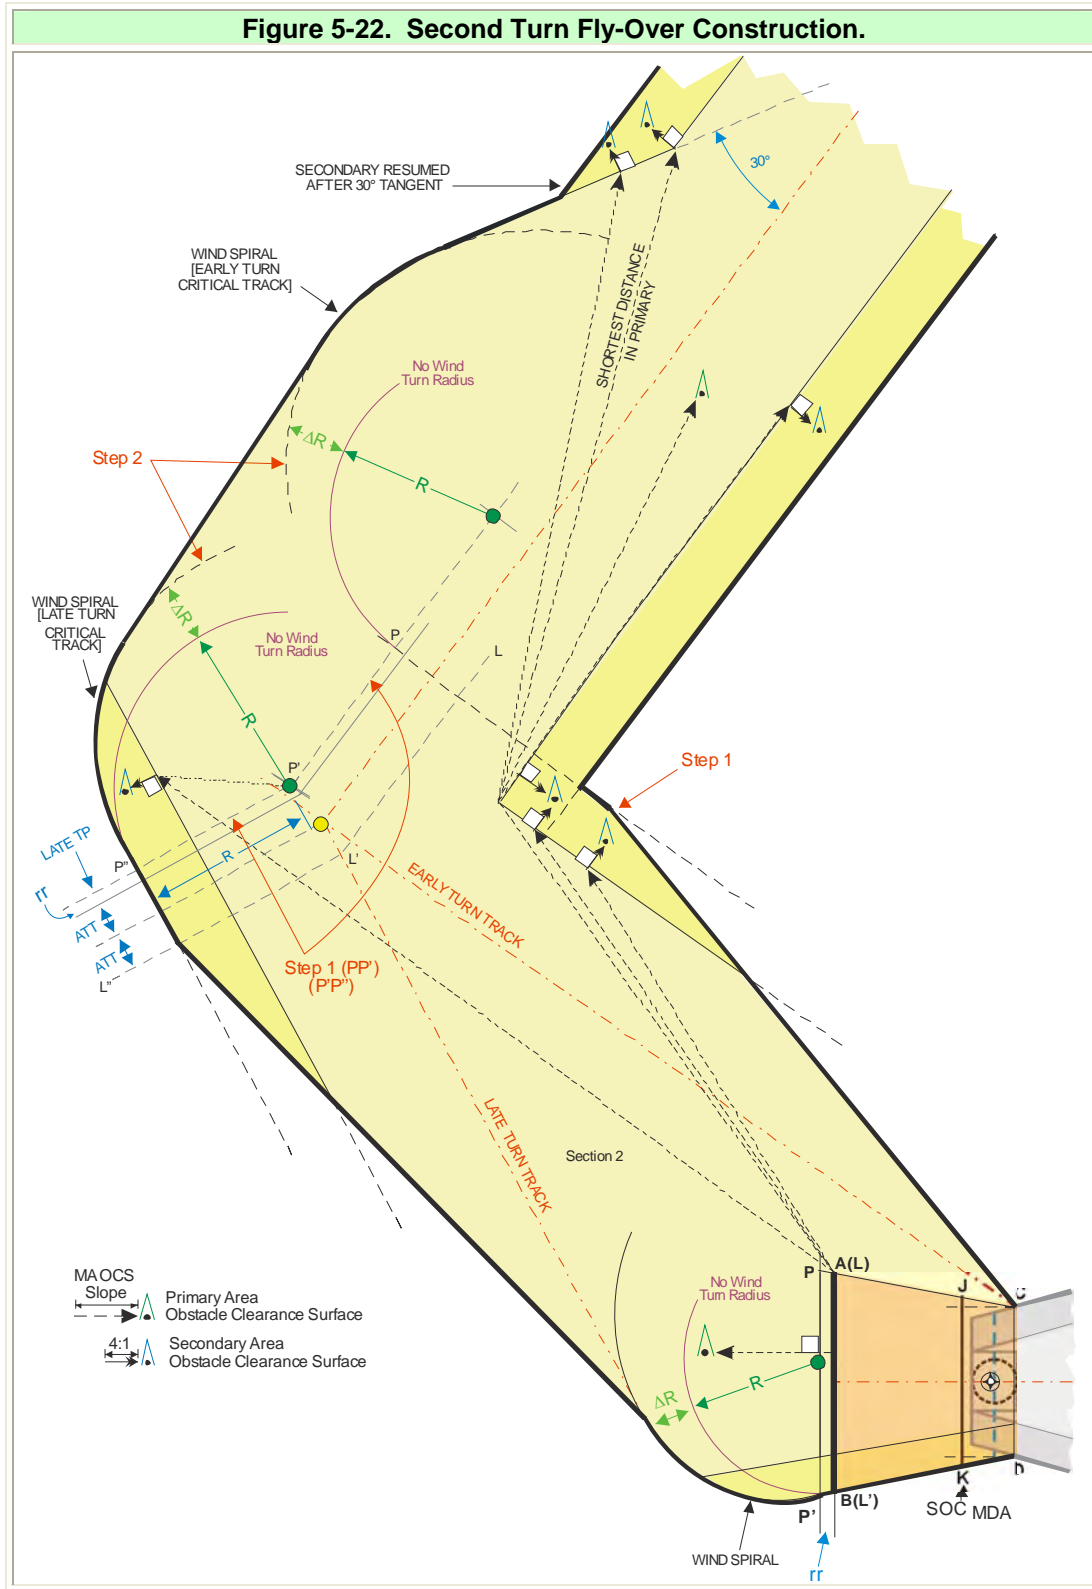 Figure 5-22.  Second Turn Fly-Over Construction.
30°
SECONDARY RESUMED
AFTER 30° TANGENT
WIND SPIRAL
[EARLY TURN
CRITICAL TRACK]
SHORTEST DISTANCE
IN PRIMARY
No Wind
Turn Radius
ΔR
R
Step 2
WIND SPIRAL
[LATE TURN
CRITICAL
TRACK]
ΔR
No Wind
Turn Radius
P
L
R
P'
Step 1
LATE TP
P"
R
L'
rr
ATT
ATT
L"
EARLY TURN TRACK
Step 1 (PP')
(P'P")
LATE TURN TRACK
Section 2
MA OCS
Slope
Primary Area
Obstacle Clearance Surface
4:1
Secondary Area
Obstacle Clearance Surface
P
A(L)
J
C
No Wind
Turn Radius
R
ΔR
K
D
B(L')
P'
SOC
MDA
WIND SPIRAL
rr